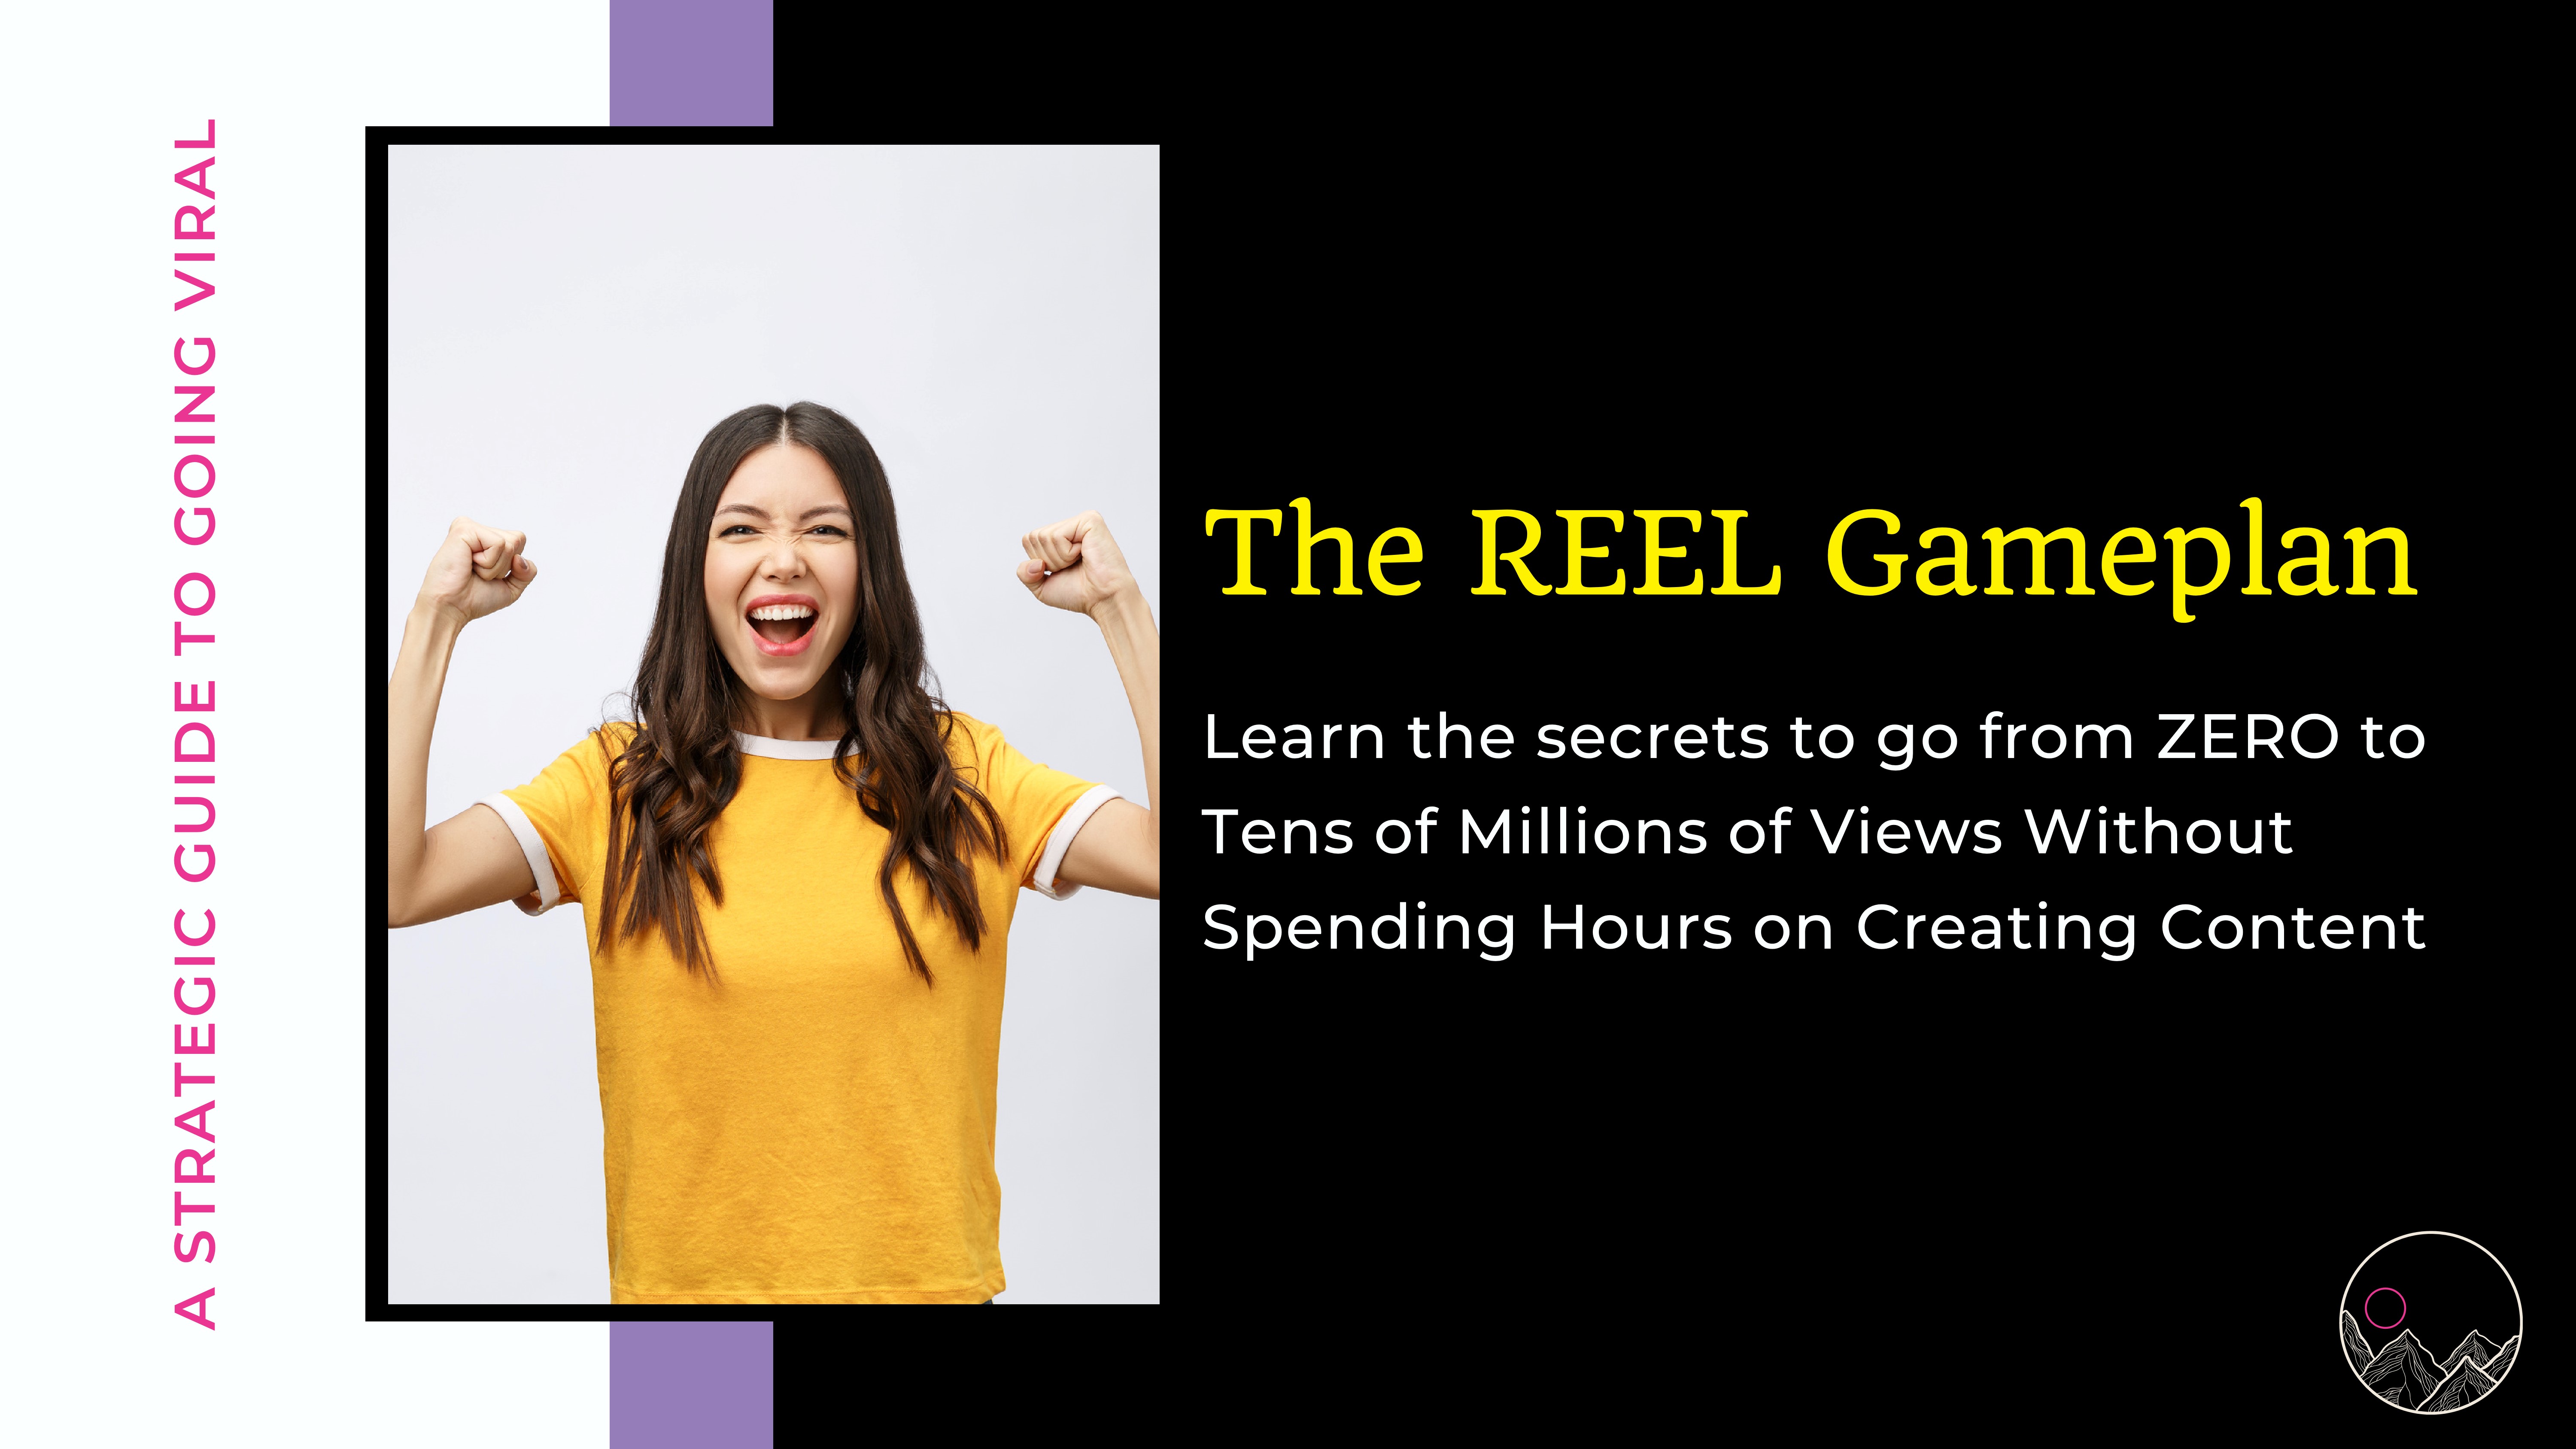 A STRATEGIC GUIDE TO GOING VIRAL
The REEL Gameplan
Learn the secrets to go from ZERO to
Tens of Millions of Views Without
Spending Hours on Creating Content